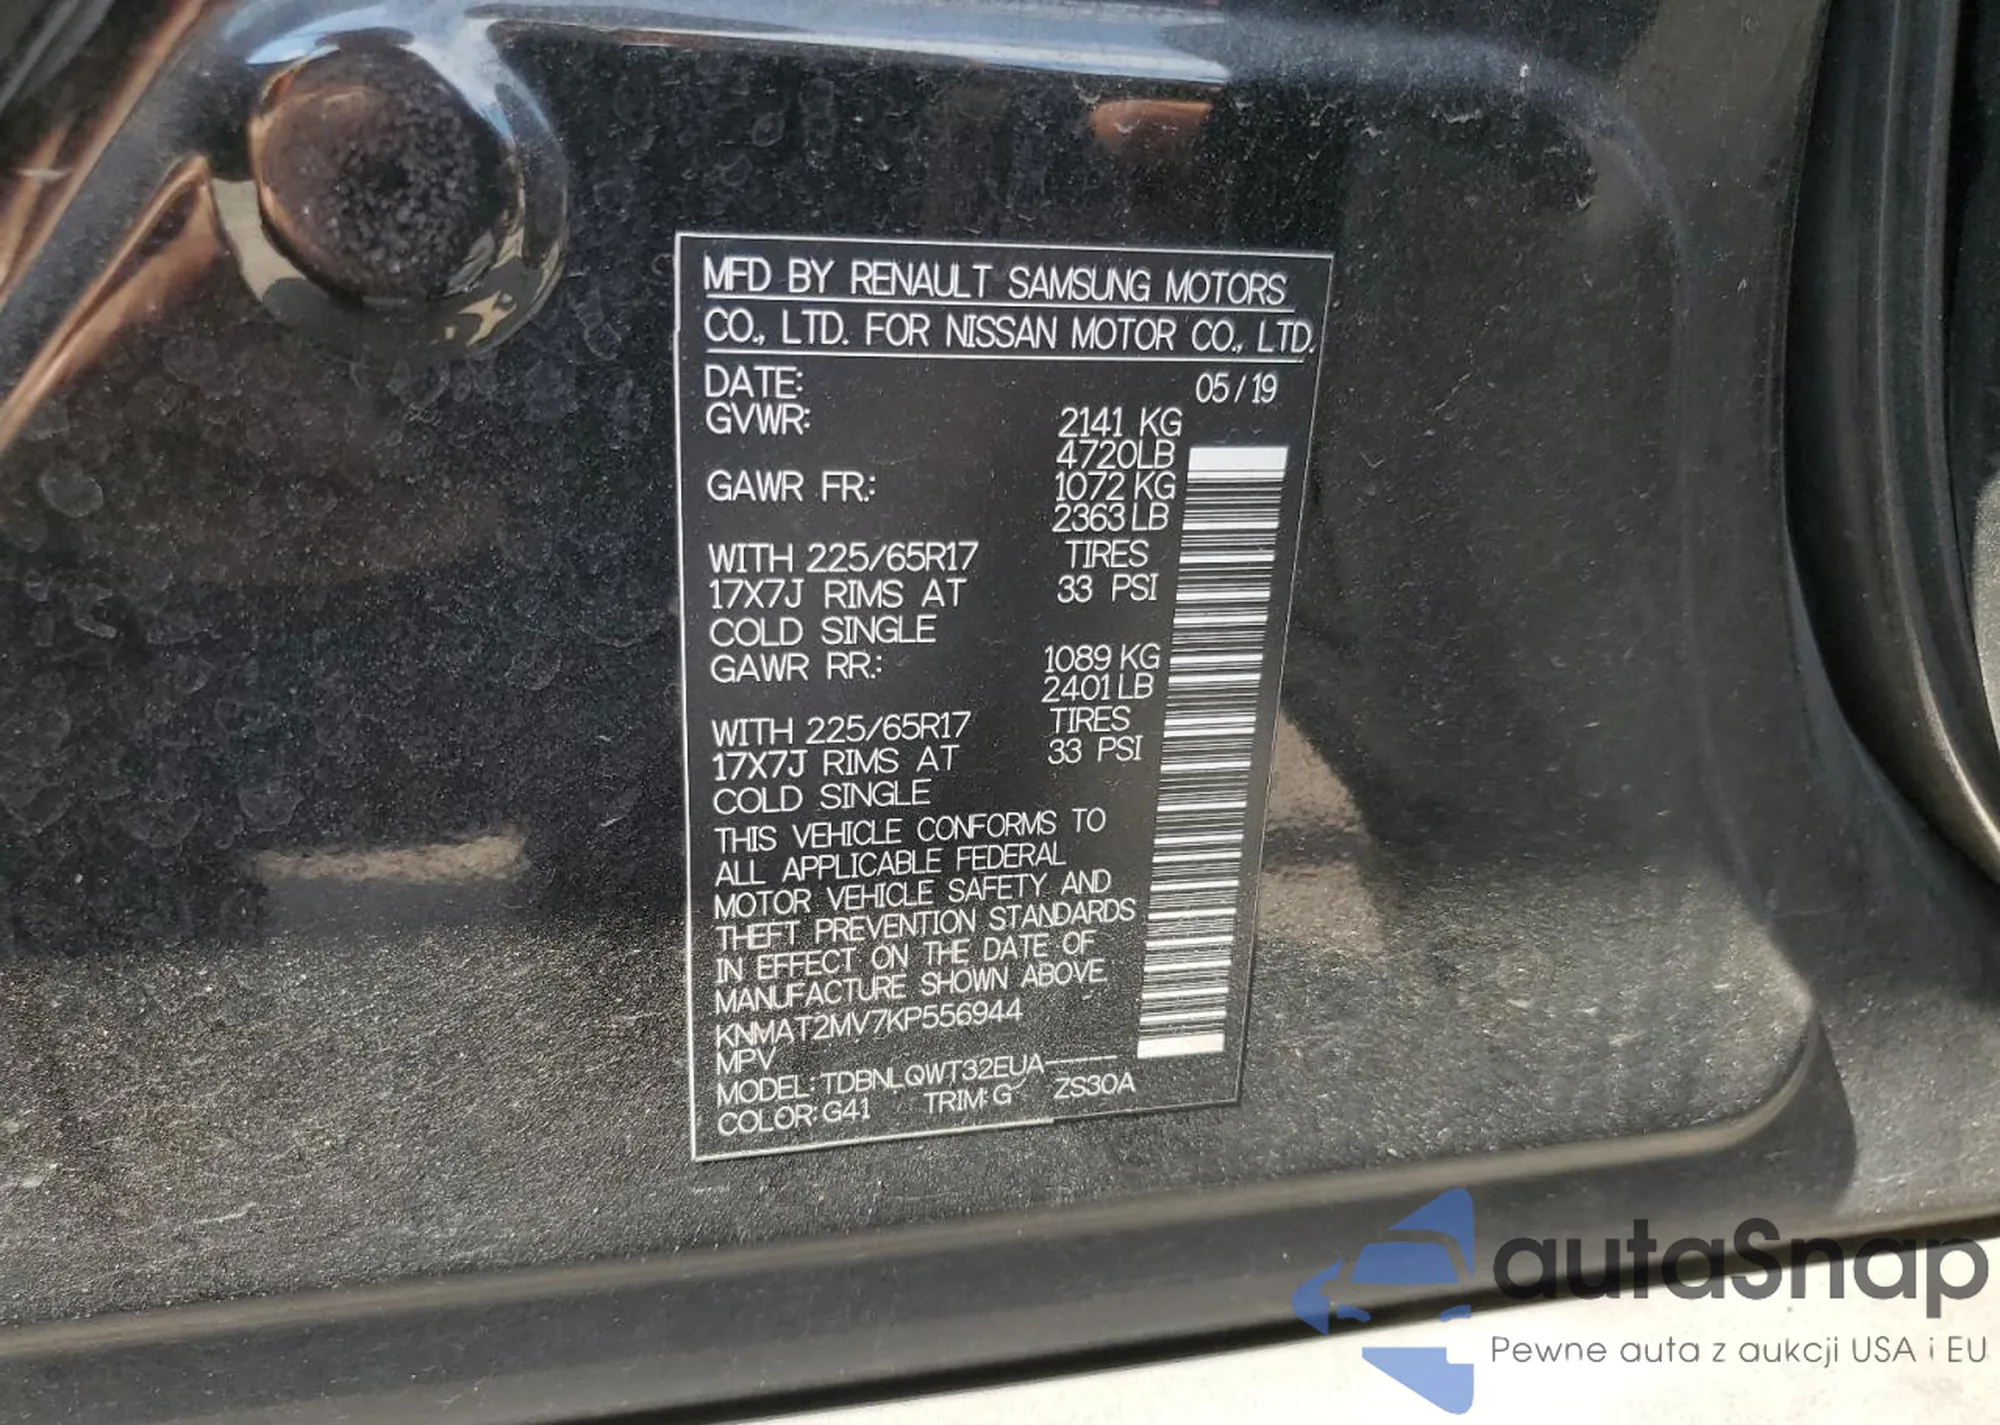 MFD BY RENAULT SAMSUNG MOTORS
CO., LTD. FOR NISSAN MOTOR CO., LTD.
DATE: 05/19
GVWR: 2141 KG
4720LB
GAWR FR.: 1072 KG
2363 LB
WITH 225/65R17 TIRES
17X7J RIMS AT 33 PSI
COLD SINGLE
GAWR RR.: 1089 KG
2401 LB
WITH 225/65R17 TIRES
17X7J RIMS AT 33 PSI
COLD SINGLE
THIS VEHICLE CONFORMS TO
ALL APPLICABLE FEDERAL
MOTOR VEHICLE SAFETY AND
THEFT PREVENTION STANDARDS
IN EFFECT ON THE DATE OF
MANUFACTURE SHOWN ABOVE.
KNMAT2MV7KP556944
MPV
MODEL: TDBNLQWT32EUA-----
COLOR: G41 TRIM: G ZS30A
autaSnap
Pewne auta z aukcji USA i EU